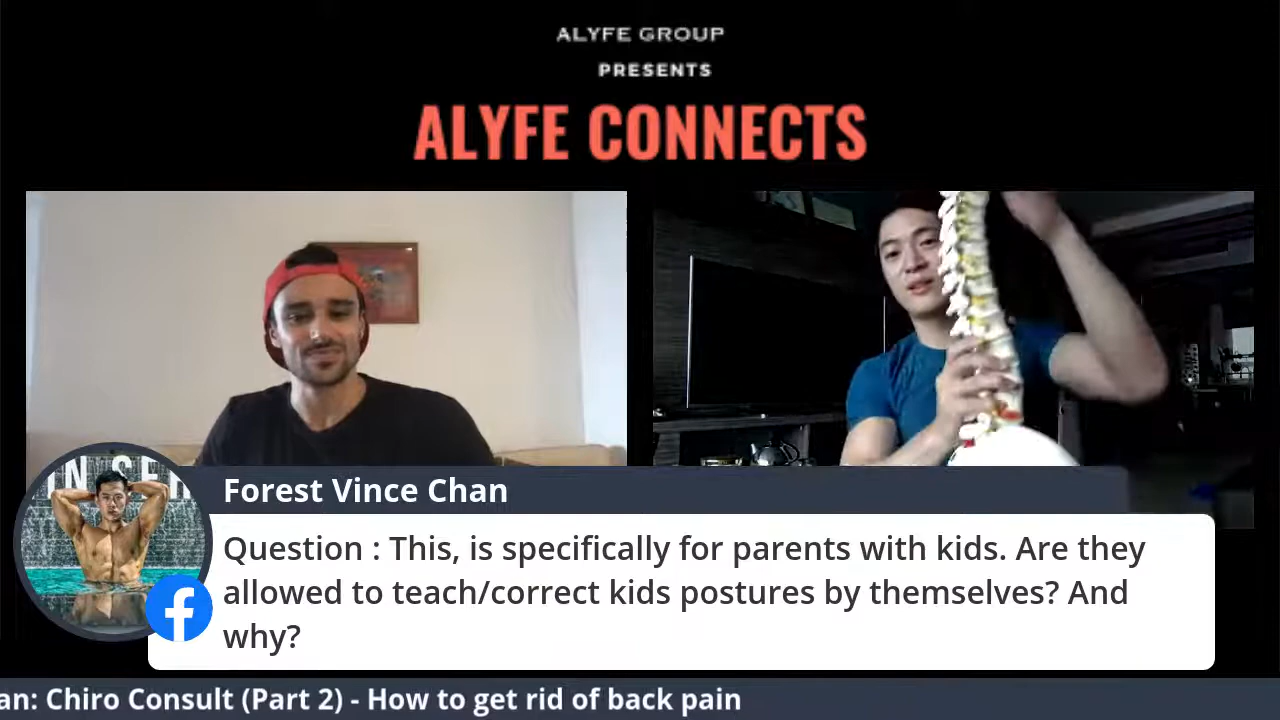 ALYFE GROUP
PRESENTS
ALYFE CONNECTS
IN SE
Forest Vince Chan
Question : This, is specifically for parents with kids. Are they
allowed to teach/correct kids postures by themselves? And
why?
an: Chiro Consult (Part 2) - How to get rid of back pain